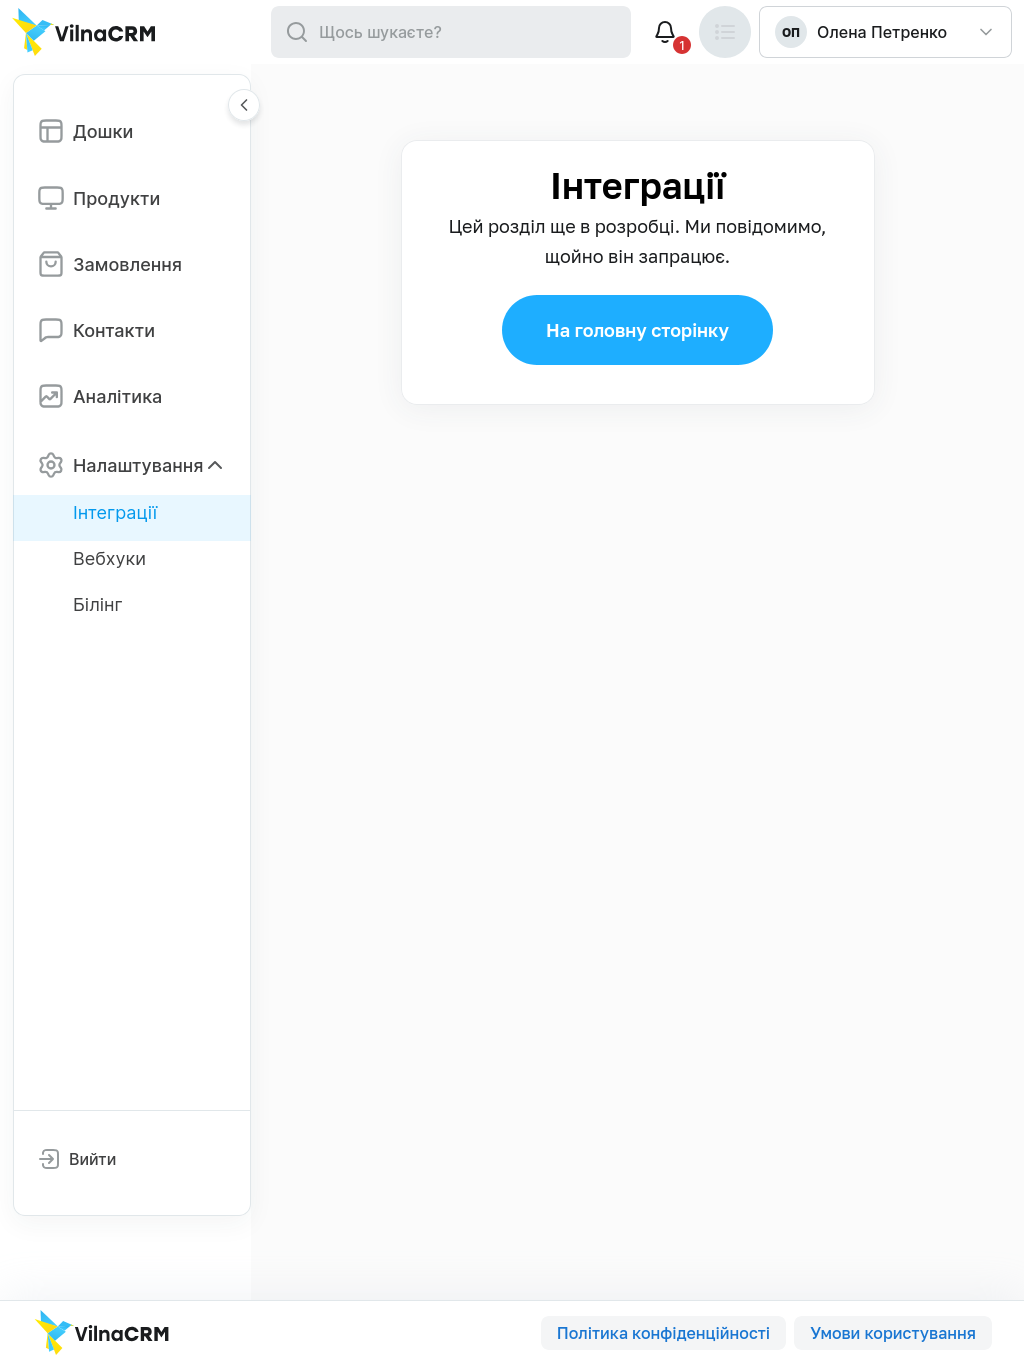 VilnaCRM
Щось шукаєте?
1
ОП
Олена Петренко
Дошки
Продукти
Замовлення
Контакти
Аналітика
Налаштування
Інтеграції
Вебхуки
Білінг
Вийти
Інтеграції
Цей розділ ще в розробці. Ми повідомимо,
щойно він запрацює.
На головну сторінку
VilnaCRM
Політика конфіденційності
Умови користування